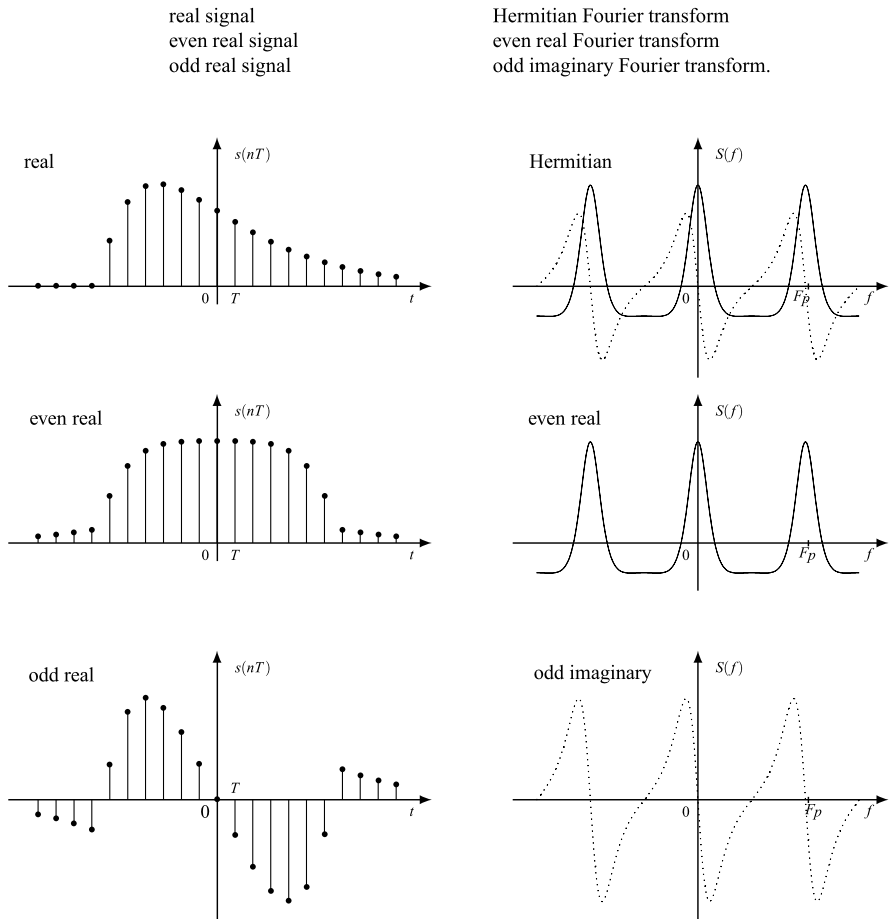 real signal
even real signal
odd real signal
Hermitian Fourier transform
even real Fourier transform
odd imaginary Fourier transform.
real
s(nT)
0
T
t
Hermitian
S(f)
0
Fp
f
even real
s(nT)
0
T
t
even real
S(f)
0
Fp
f
odd real
s(nT)
T
0
t
odd imaginary
S(f)
0
Fp
f